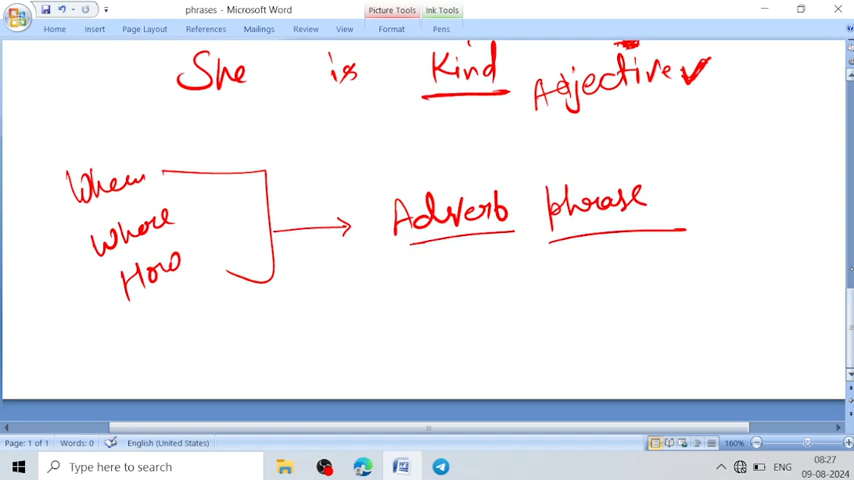 phrases - Microsoft Word
Picture Tools
Ink Tools
Home
Insert
Page Layout
References
Mailings
Review
View
Format
Pens
She is Kind Adjective
When
Where
How
Adverb phrase
Page: 1 of 1
Words: 0
English (United States)
160%
Type here to search
ENG
08:27
09-08-2024